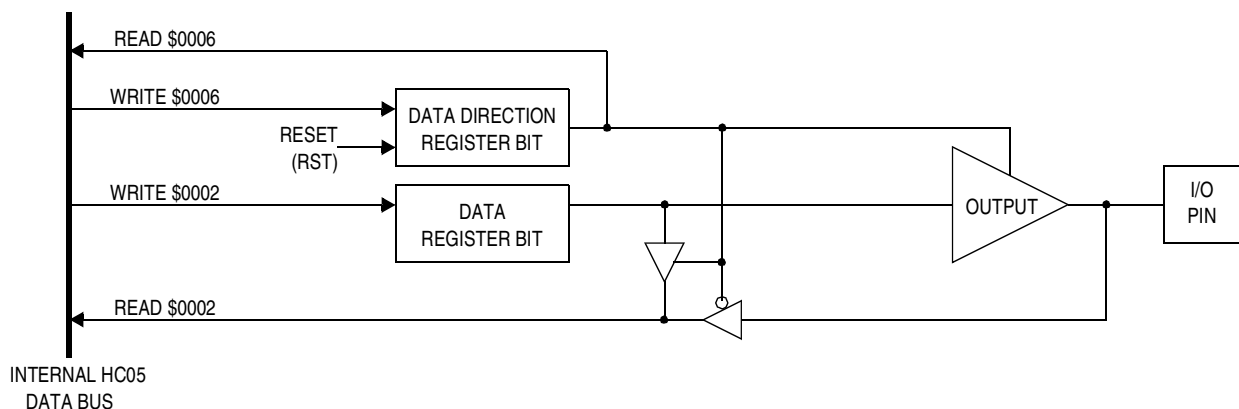 READ $0006
WRITE $0006
DATA DIRECTION
REGISTER BIT
RESET
(RST)
WRITE $0002
DATA
REGISTER BIT
OUTPUT
I/O
PIN
READ $0002
INTERNAL HC05
DATA BUS